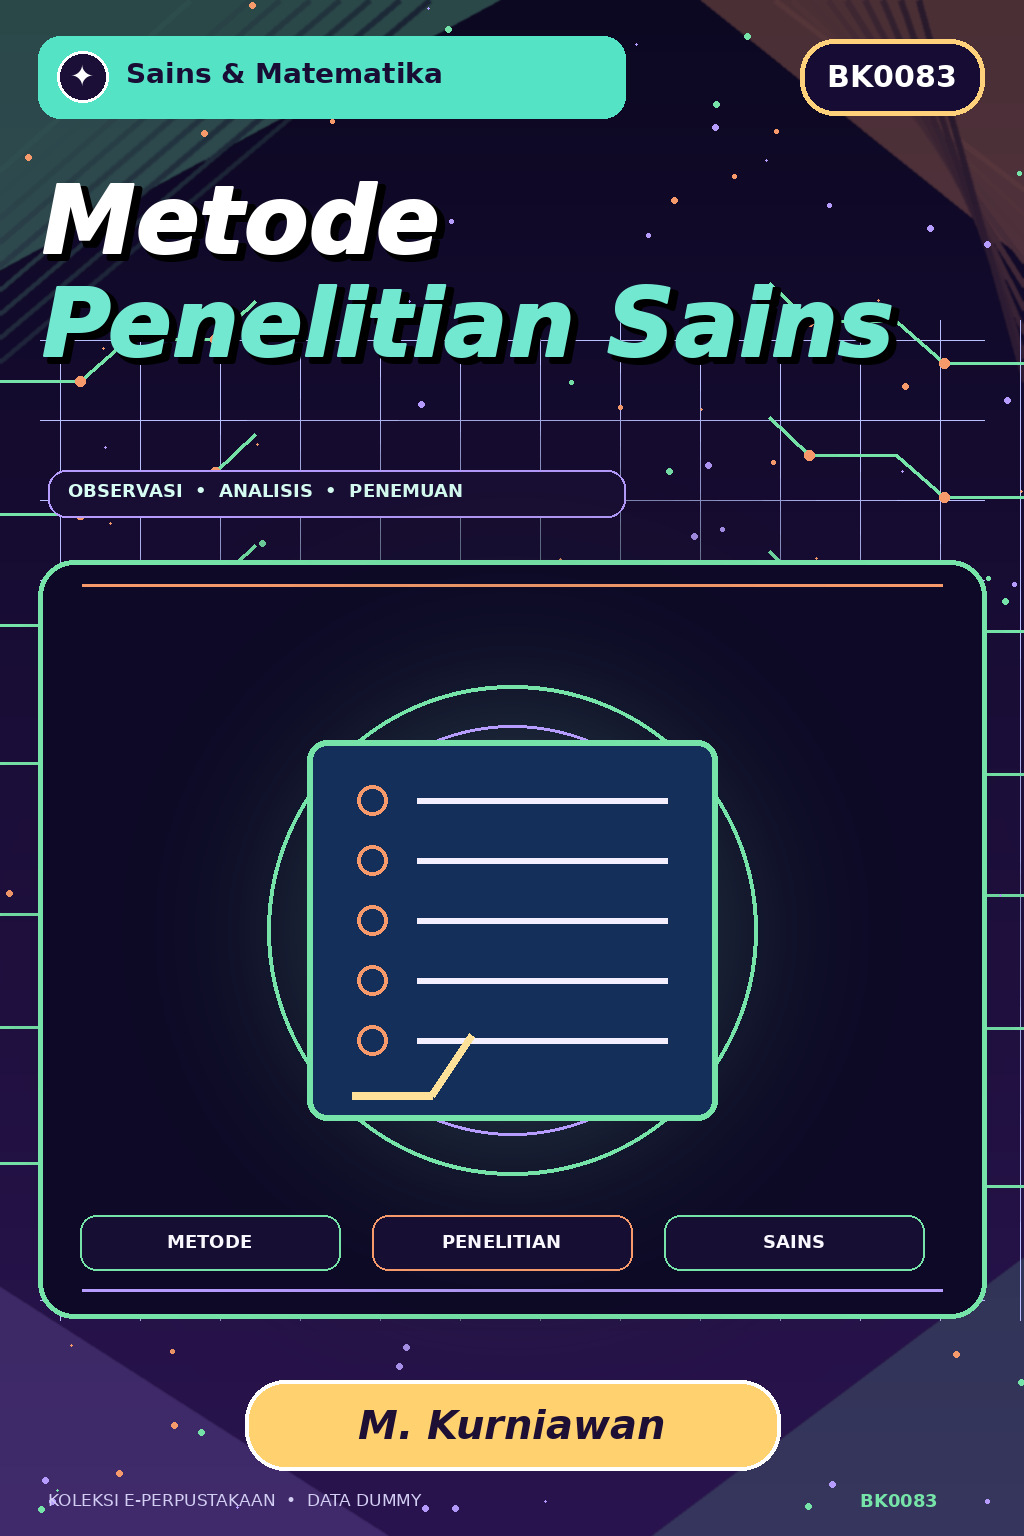 ✦ Sains & Matematika
BK0083
Metode
Penelitian Sains
OBSERVASI • ANALISIS • PENEMUAN
METODE
PENELITIAN
SAINS
M. Kurniawan
KOLEKSI E-PERPUSTAKAAN • DATA DUMMY
BK0083